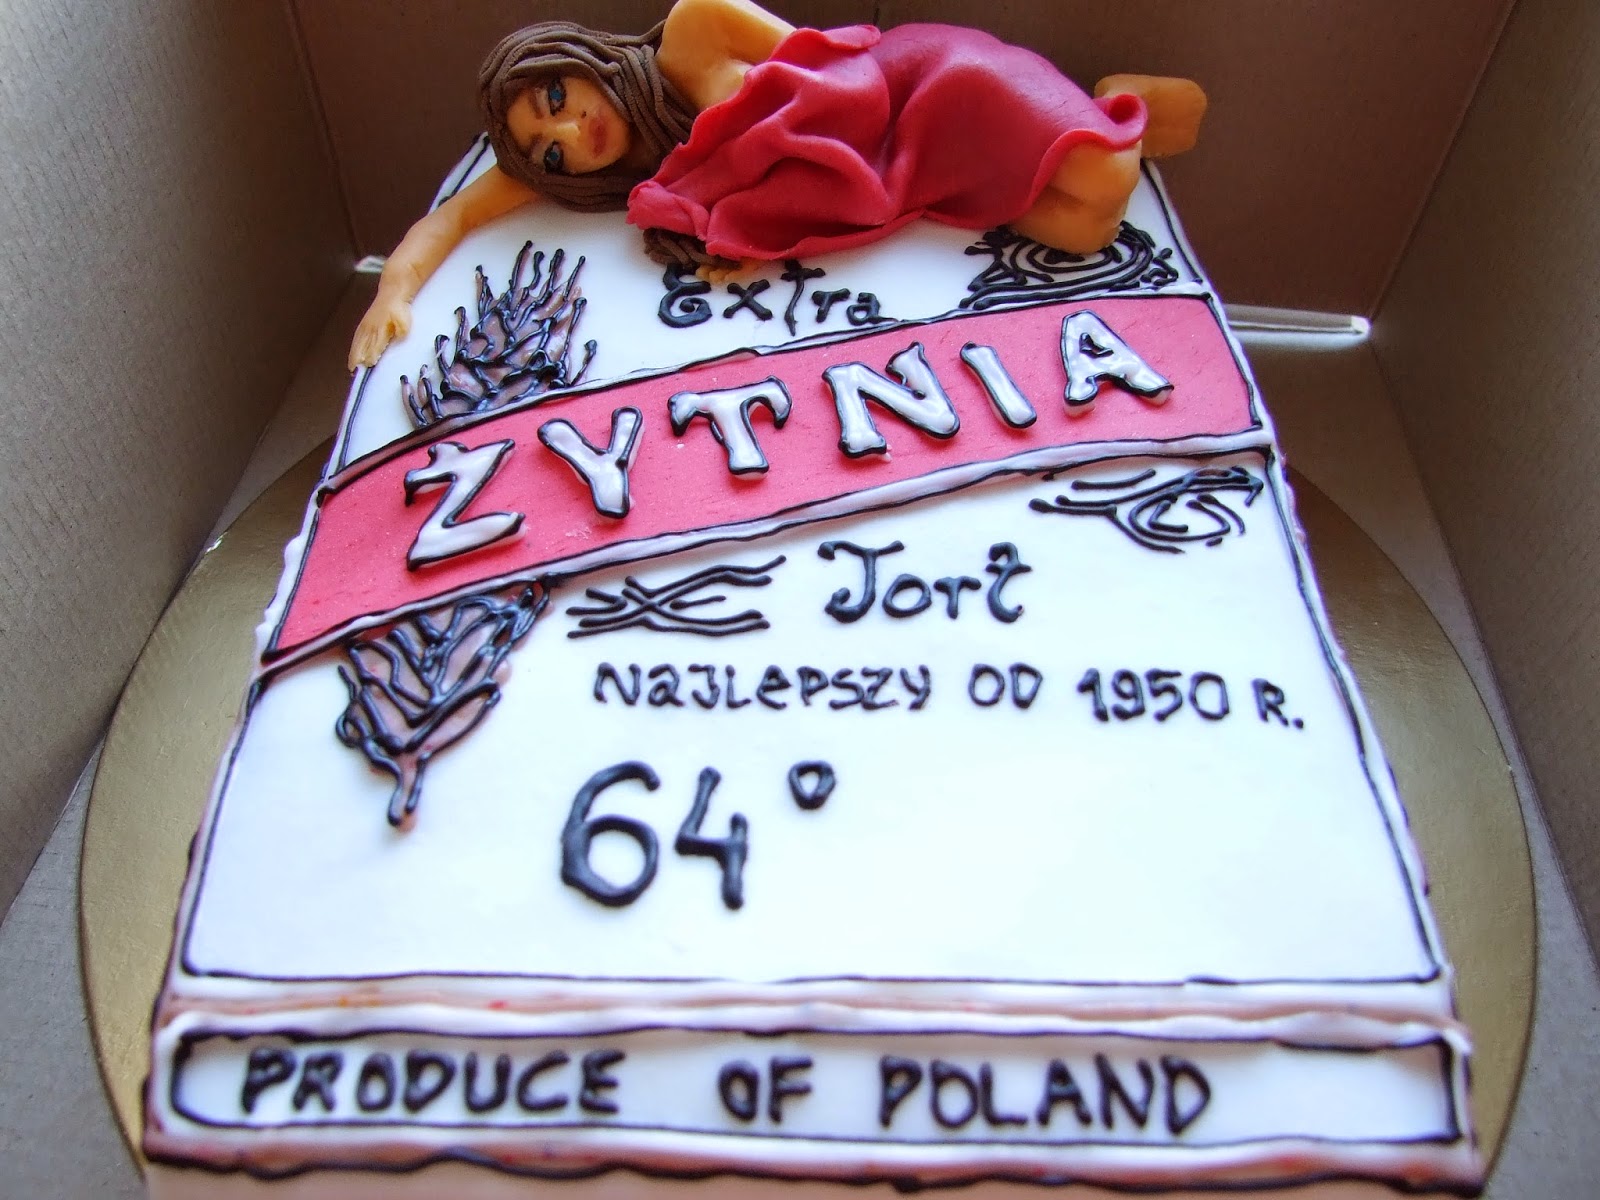 Extra
ŻYTNIA
Tort
NAJLEPSZY OD 1950 R.
64°
PRODUCE OF POLAND